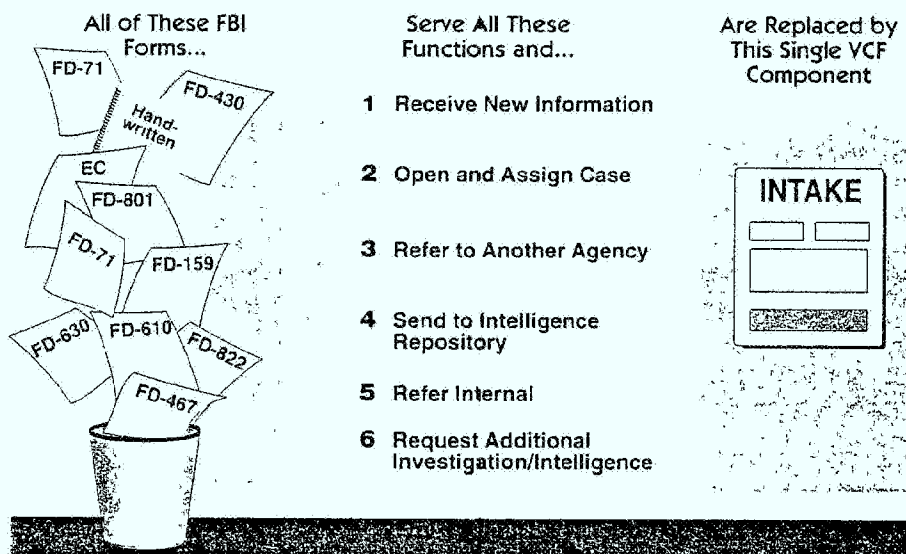 All of These FBI
Forms...
FD-71
FD-430
Hand-
written
EC
FD-801
FD-71
FD-159
FD-630
FD-610
FD-822
FD-467
Serve All These
Functions and...
1 Receive New Information
2 Open and Assign Case
3 Refer to Another Agency
4 Send to Intelligence
Repository
5 Refer Internal
6 Request Additional
Investigation/Intelligence
Are Replaced by
This Single VCF
Component
INTAKE